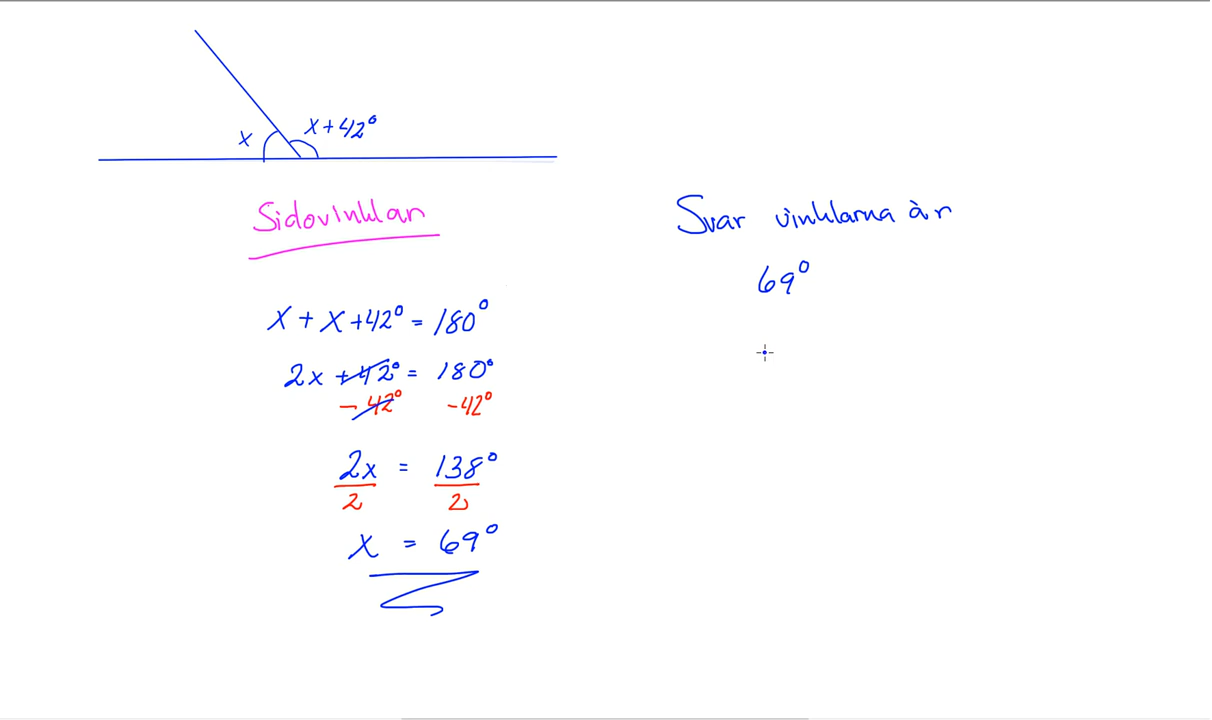 x x+42°
Sidovinklar
x + x + 42° = 180°
2x + 42° = 180°
- 42° - 42°
2x = 138°
2 2
x = 69°
Svar vinklarna är
69°